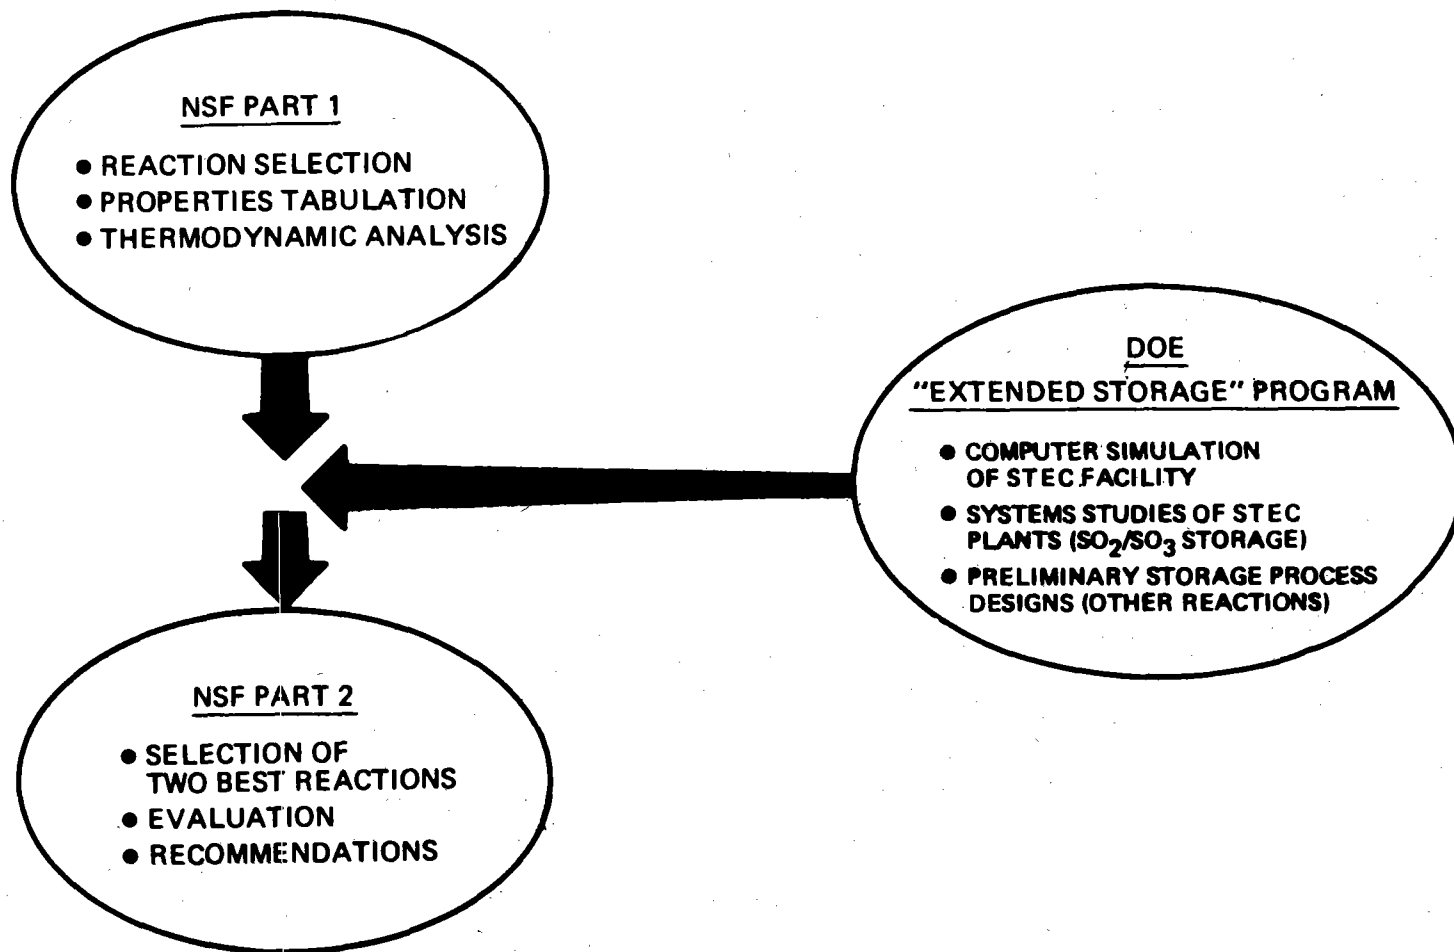 NSF PART 1
● REACTION SELECTION
● PROPERTIES TABULATION
● THERMODYNAMIC ANALYSIS
DOE
"EXTENDED STORAGE" PROGRAM
● COMPUTER SIMULATION
OF STEC FACILITY
● SYSTEMS STUDIES OF STEC
PLANTS (SO₂/SO₃ STORAGE)
● PRELIMINARY STORAGE PROCESS
DESIGNS (OTHER REACTIONS)
NSF PART 2
● SELECTION OF
TWO BEST REACTIONS
● EVALUATION
● RECOMMENDATIONS